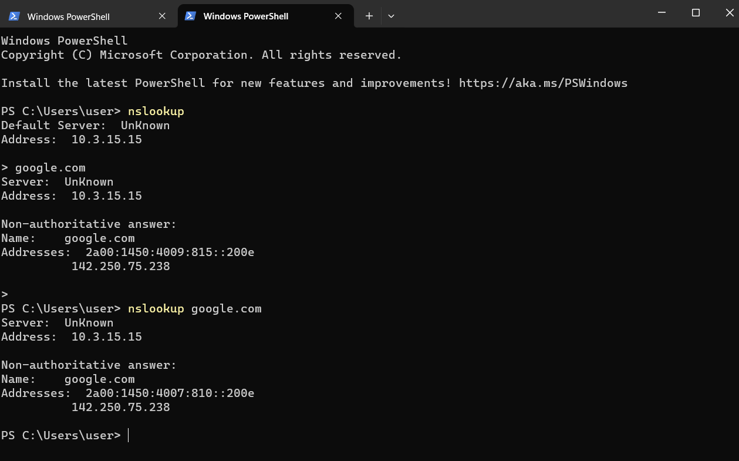 Windows PowerShell
Windows PowerShell
Windows PowerShell
Copyright (C) Microsoft Corporation. All rights reserved.
Install the latest PowerShell for new features and improvements! https://aka.ms/PSWindows
PS C:\Users\user> nslookup
Default Server:  UnKnown
Address:  10.3.15.15
> google.com
Server:  UnKnown
Address:  10.3.15.15
Non-authoritative answer:
Name:    google.com
Addresses:  2a00:1450:4009:815::200e
          142.250.75.238
>
PS C:\Users\user> nslookup google.com
Server:  UnKnown
Address:  10.3.15.15
Non-authoritative answer:
Name:    google.com
Addresses:  2a00:1450:4007:810::200e
          142.250.75.238
PS C:\Users\user>